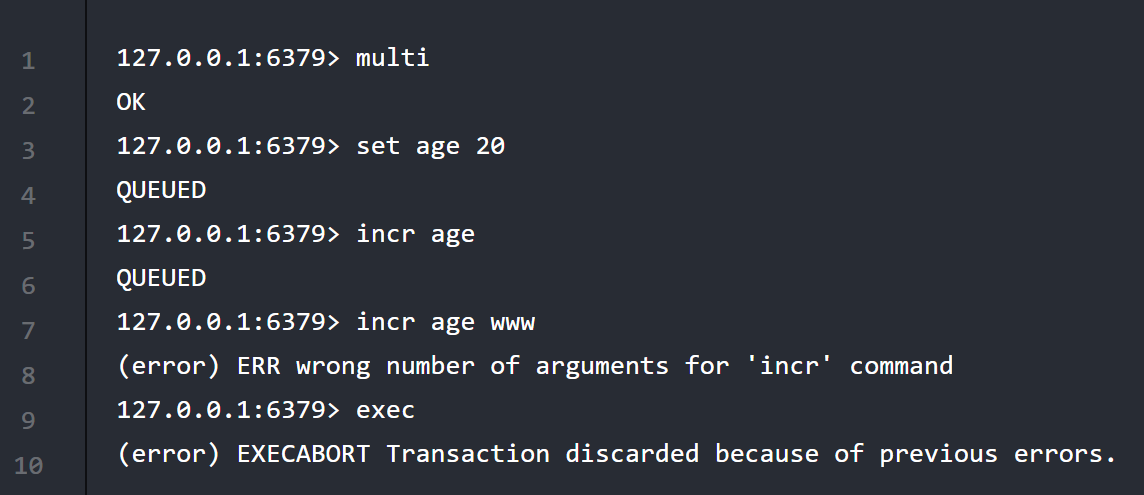 1 127.0.0.1:6379> multi
2 OK
3 127.0.0.1:6379> set age 20
4 QUEUED
5 127.0.0.1:6379> incr age
6 QUEUED
7 127.0.0.1:6379> incr age www
8 (error) ERR wrong number of arguments for 'incr' command
9 127.0.0.1:6379> exec
10 (error) EXECABORT Transaction discarded because of previous errors.